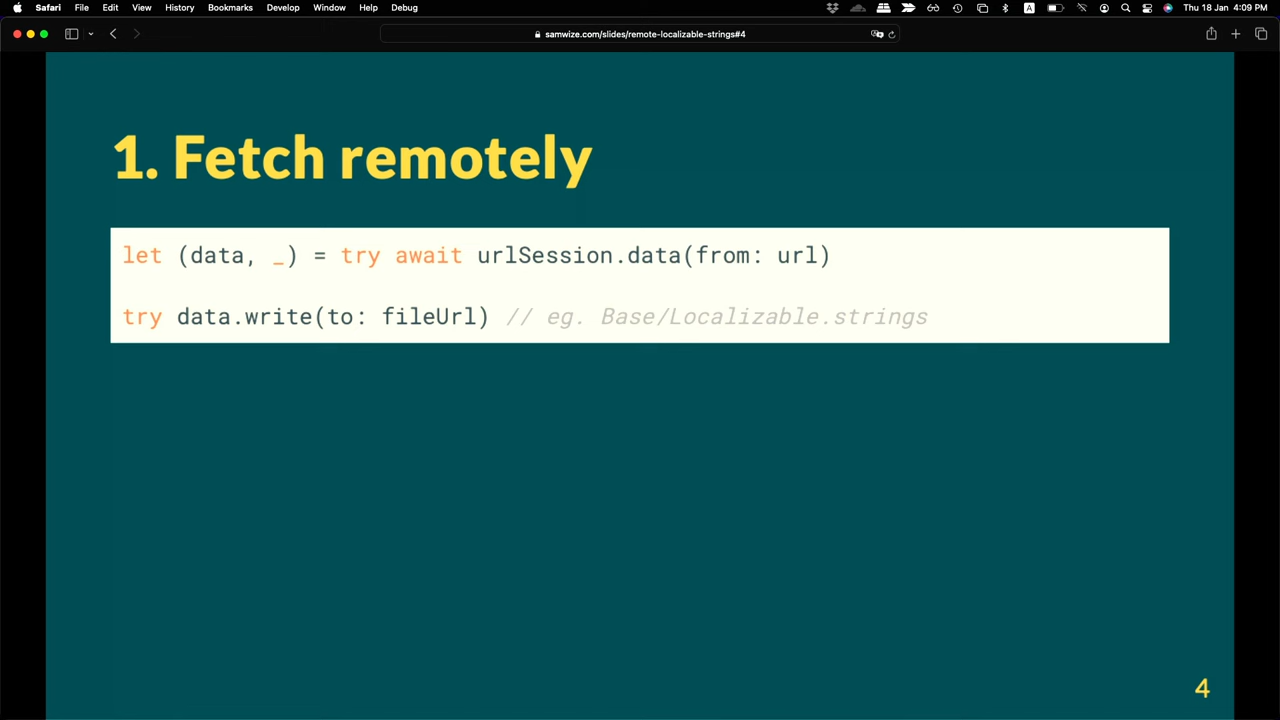 Safari File Edit View History Bookmarks Develop Window Help Debug A Thu 18 Jan 4:09 PM
samwize.com/slides/remote-localizable-strings#4
1. Fetch remotely
let (data, _) = try await urlSession.data(from: url)
try data.write(to: fileUrl) // eg. Base/Localizable.strings
4